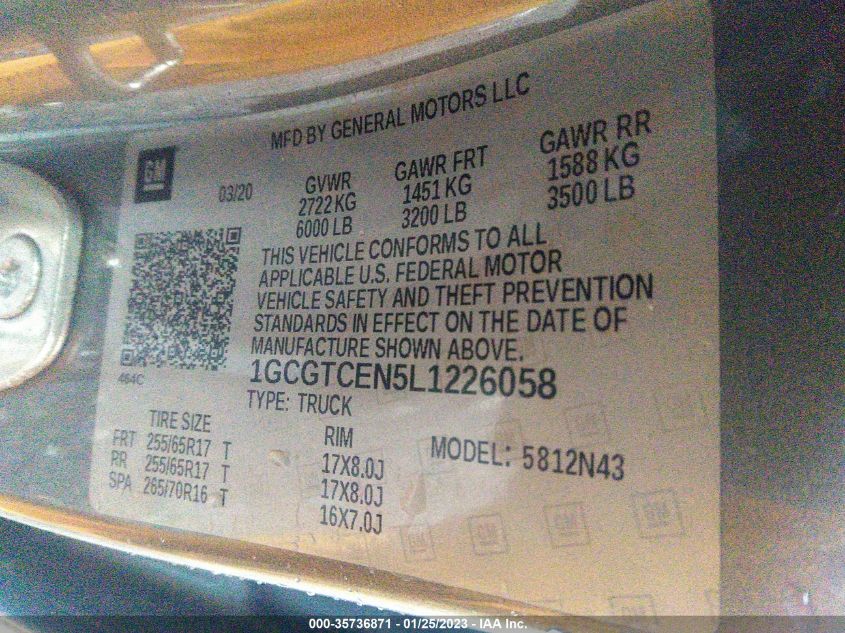 MFD BY GENERAL MOTORS LLC
GM
03/20
GVWR GAWR FRT GAWR RR
2722 KG 1451 KG 1588 KG
6000 LB 3200 LB 3500 LB
THIS VEHICLE CONFORMS TO ALL
APPLICABLE U.S. FEDERAL MOTOR
VEHICLE SAFETY AND THEFT PREVENTION
STANDARDS IN EFFECT ON THE DATE OF
MANUFACTURE SHOWN ABOVE.
464C
1GCGTCEN5L1226058
TYPE: TRUCK
TIRE SIZE RIM MODEL: 5812N43
FRT 255/65R17 T 17X8.0J
RR 255/65R17 T 17X8.0J
SPA 265/70R16 T 16X7.0J
000-35736871 - 01/25/2023 - IAA Inc.